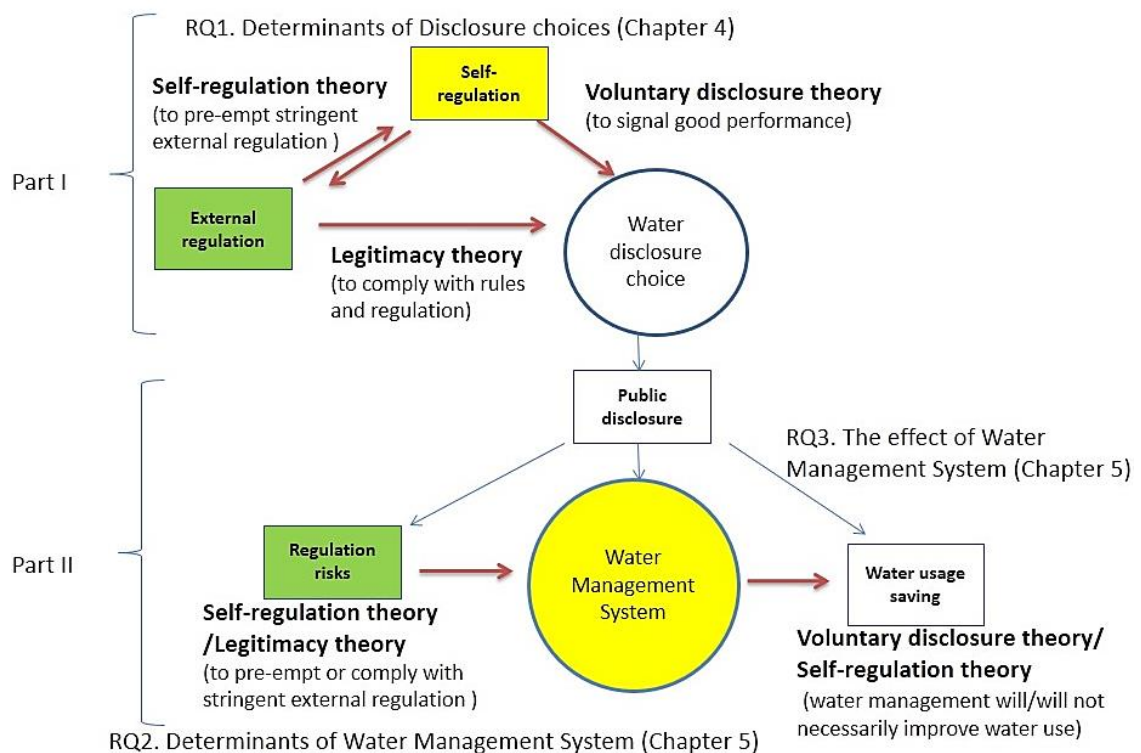 RQ1. Determinants of Disclosure choices (Chapter 4)
Self-
regulation
Self-regulation theory
(to pre-empt stringent
external regulation )
Voluntary disclosure theory
(to signal good performance)
Part I
External
regulation
Legitimacy theory
(to comply with rules
and regulation)
Water
disclosure
choice
Public
disclosure
RQ3. The effect of Water
Management System (Chapter 5)
Part II
Regulation
risks
Self-regulation theory
/Legitimacy theory
(to pre-empt or comply with
stringent external regulation )
Water
Management
System
Water usage
saving
Voluntary disclosure theory/
Self-regulation theory
(water management will/will not
necessarily improve water use)
RQ2. Determinants of Water Management System (Chapter 5)